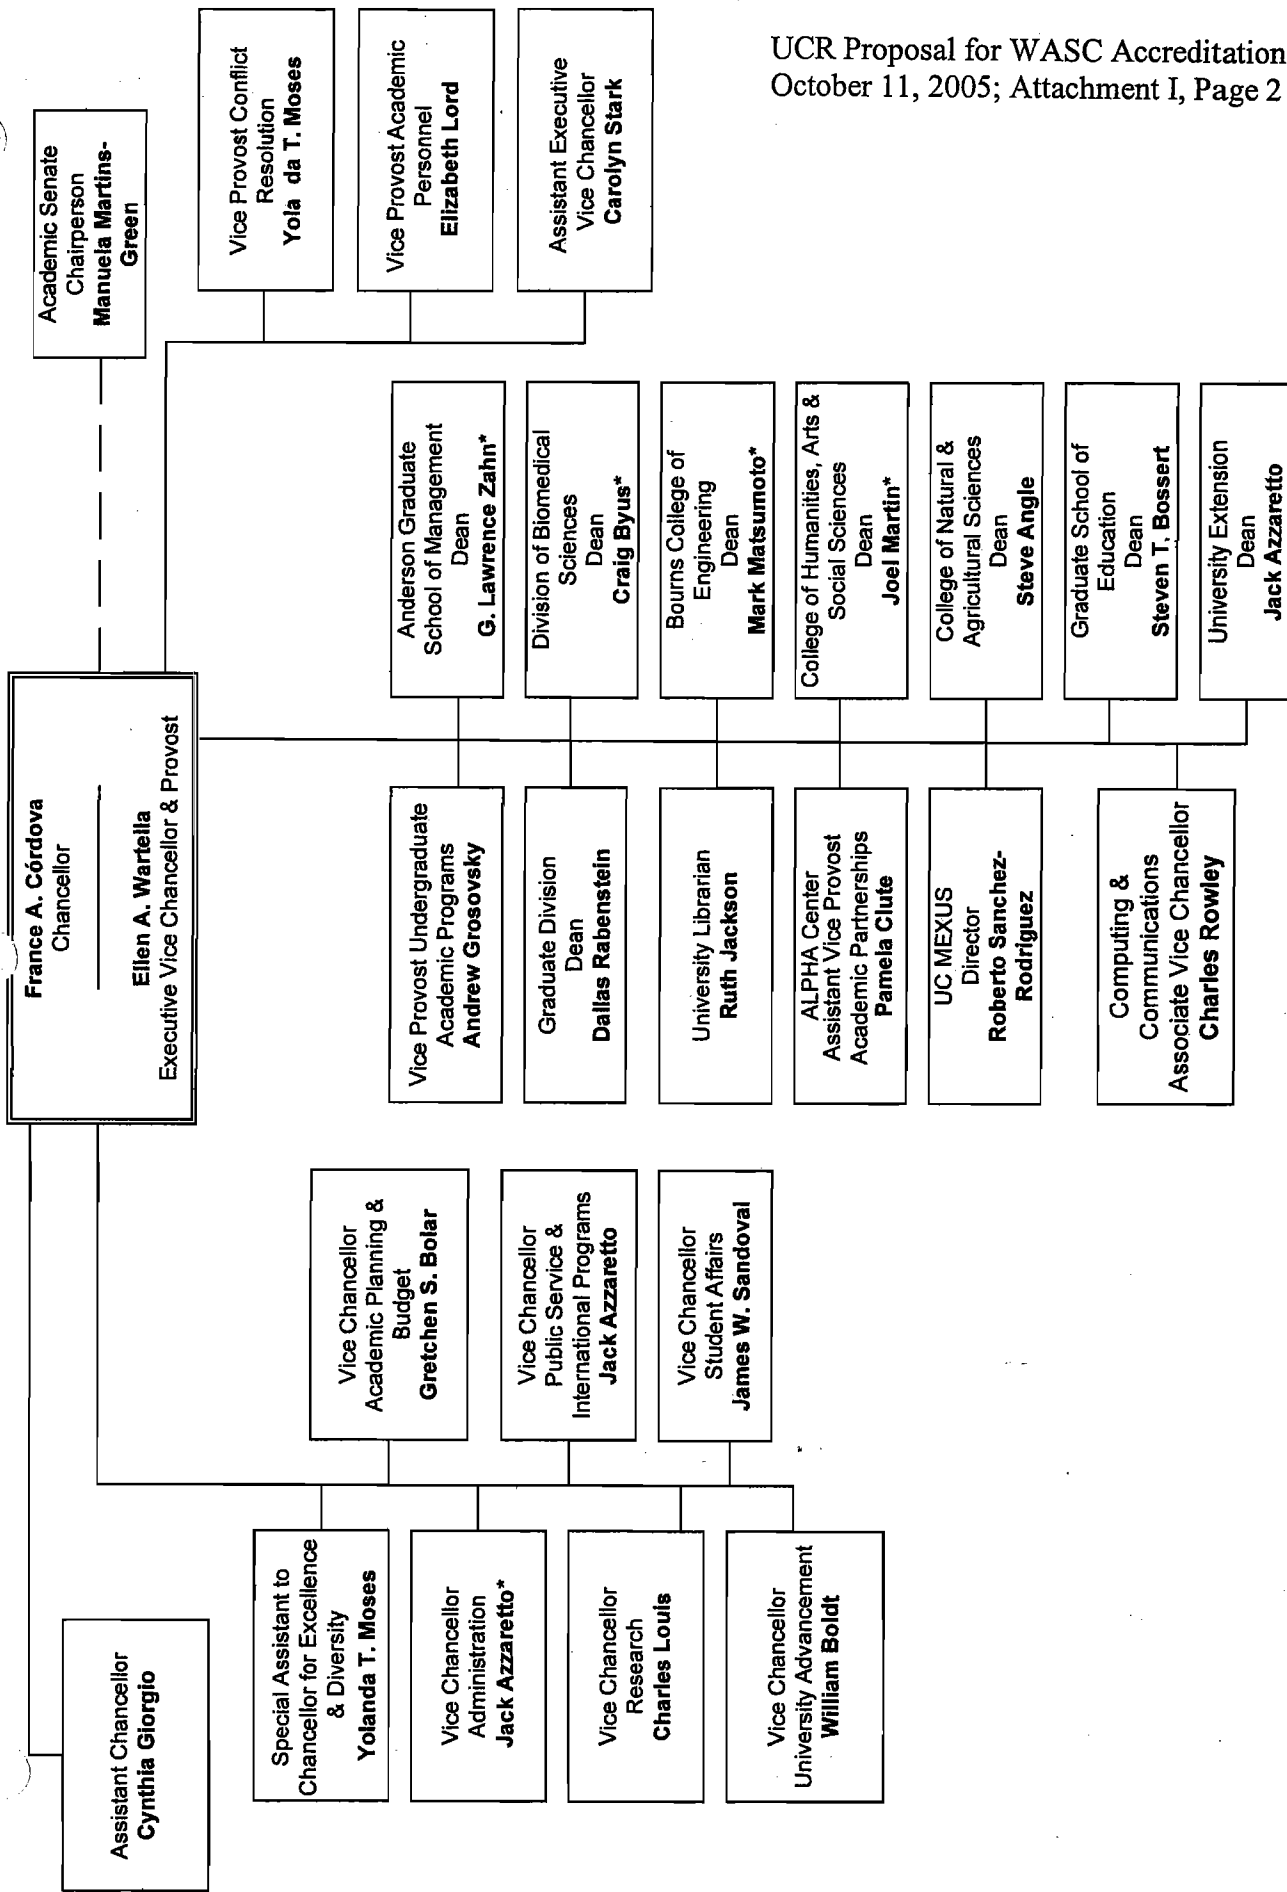 UCR Proposal for WASC Accreditation
October 11, 2005; Attachment I, Page 2
France A. Córdova
Chancellor
Ellen A. Wartella
Executive Vice Chancellor & Provost
Academic Senate
Chairperson
Manuela Martins-
Green
Assistant Chancellor
Cynthia Giorgio
Vice Provost Conflict
Resolution
Yola da T. Moses
Vice Provost Academic
Personnel
Elizabeth Lord
Assistant Executive
Vice Chancellor
Carolyn Stark
Special Assistant to
Chancellor for Excellence
& Diversity
Yolanda T. Moses
Vice Chancellor
Administration
Jack Azzaretto*
Vice Chancellor
Research
Charles Louis
Vice Chancellor
University Advancement
William Boldt
Vice Chancellor
Academic Planning &
Budget
Gretchen S. Bolar
Vice Chancellor
Public Service &
International Programs
Jack Azzaretto
Vice Chancellor
Student Affairs
James W. Sandoval
Vice Provost Undergraduate
Academic Programs
Andrew Grosovsky
Graduate Division
Dean
Dallas Rabenstein
University Librarian
Ruth Jackson
ALPHA Center
Assistant Vice Provost
Academic Partnerships
Pamela Clute
UC MEXUS
Director
Roberto Sanchez-
Rodriguez
Computing &
Communications
Associate Vice Chancellor
Charles Rowley
Anderson Graduate
School of Management
Dean
G. Lawrence Zahn*
Division of Biomedical
Sciences
Dean
Craig Byus*
Bourns College of
Engineering
Dean
Mark Matsumoto*
College of Humanities, Arts &
Social Sciences
Dean
Joel Martin*
College of Natural &
Agricultural Sciences
Dean
Steve Angle
Graduate School of
Education
Dean
Steven T. Bossert
University Extension
Dean
Jack Azzaretto